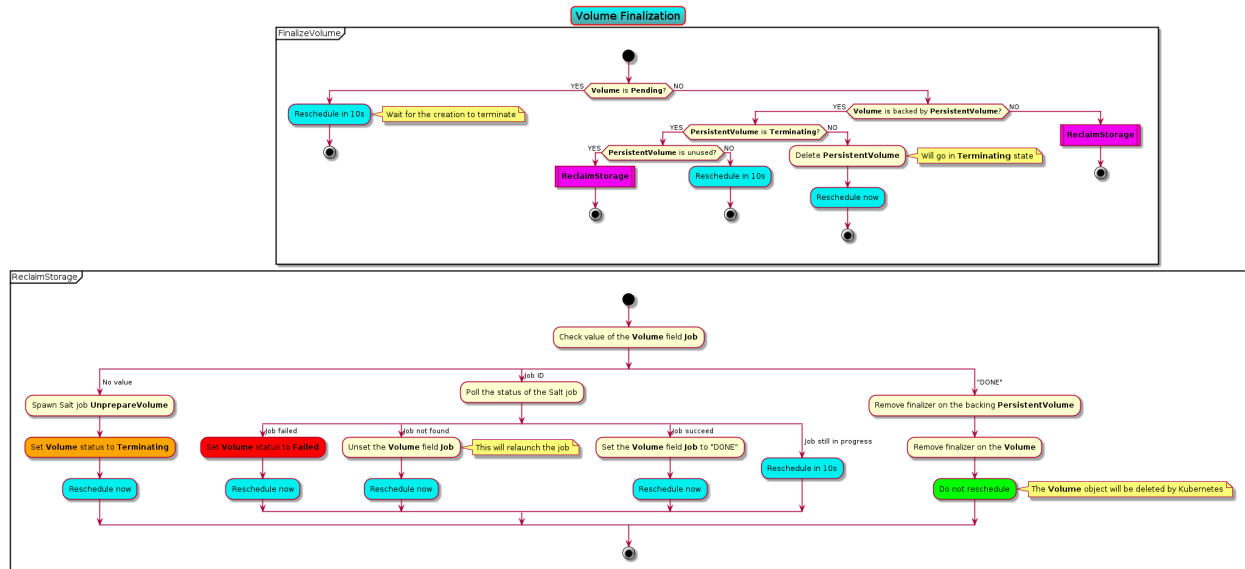 Volume Finalization
FinalizeVolume
YES
Volume is Pending?
NO
Reschedule in 10s
Wait for the creation to terminate
YES
Volume is backed by PersistentVolume?
NO
YES
PersistentVolume is Terminating?
NO
ReclaimStorage
YES
PersistentVolume is unused?
NO
Delete PersistentVolume
Will go in Terminating state
ReclaimStorage
Reschedule in 10s
Reschedule now
ReclaimStorage
Check value of the Volume field Job
No value
Job ID
"DONE"
Spawn Salt job UnprepareVolume
Poll the status of the Salt job
Remove finalizer on the backing PersistentVolume
Set Volume status to Terminating
Job failed
Set Volume status to Failed
Job not found
Unset the Volume field Job
This will relaunch the job
Job succeed
Set the Volume field Job to "DONE"
Job still in progress
Reschedule in 10s
Remove finalizer on the Volume
Reschedule now
Reschedule now
Reschedule now
Reschedule now
Do not reschedule
The Volume object will be deleted by Kubernetes